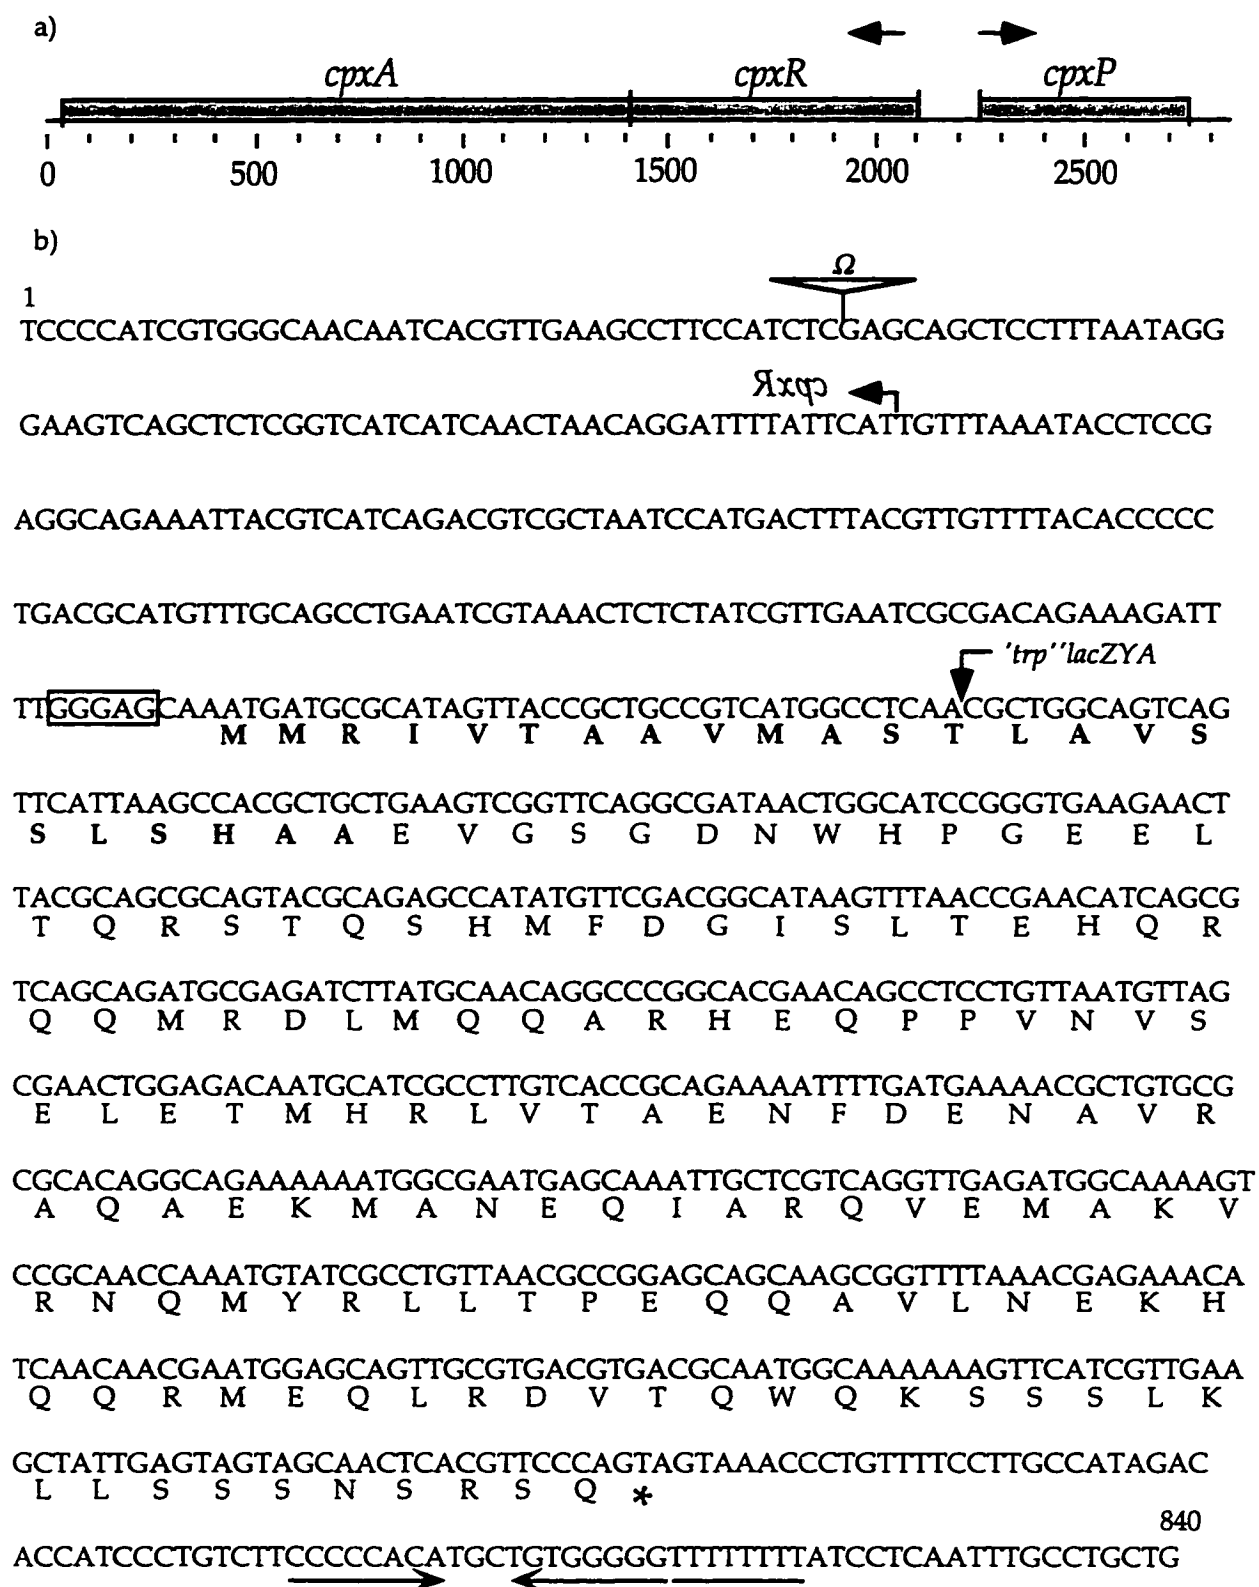 a)
cpxA cpxR cpxP
0 500 1000 1500 2000 2500
b)
Ω
1
TCCCCATCGTGGGCAACAATCACGTTGAAGCCTTCCATCTCGAGCAGCTCCTTTAATAGG
cpxR
GAAGTCAGCTCTCGGTCATCATCAACTAACAGGATTTTATTCATTGTTTAAATACCTCCG
AGGCAGAAATTACGTCATCAGACGTCGCTAATCCATGACTTTACGTTGTTTTACACCCCC
TGACGCATGTTTGCAGCCTGAATCGTAAACTCTCTATCGTTGAATCGCGACAGAAAGATT
'trp''lacZYA
TTGGGAGCAAATGATGCGCATAGTTACCGCTGCCGTCATGGCCTCAACGCTGGCAGTCAG
M M R I V T A A V M A S T L A V S
TTCATTAAGCCACGCTGCTGAAGTCGGTTCAGGCGATAACTGGCATCCGGGTGAAGAACT
S L S H A A E V G S G D N W H P G E E L
TACGCAGCGCAGTACGCAGAGCCATATGTTCGACGGCATAAGTTTAACCGAACATCAGCG
T Q R S T Q S H M F D G I S L T E H Q R
TCAGCAGATGCGAGATCTTATGCAACAGGCCCGGCACGAACAGCCTCCTGTTAATGTTAG
Q Q M R D L M Q Q A R H E Q P P V N V S
CGAACTGGAGACAATGCATCGCCTTGTCACCGCAGAAAATTTTGATGAAAACGCTGTGCG
E L E T M H R L V T A E N F D E N A V R
CGCACAGGCAGAAAAAATGGCGAATGAGCAAATTGCTCGTCAGGTTGAGATGGCAAAAGT
A Q A E K M A N E Q I A R Q V E M A K V
CCGCAACCAAATGTATCGCCTGTTAACGCCGGAGCAGCAAGCGGTTTTAAACGAGAAACA
R N Q M Y R L L T P E Q Q A V L N E K H
TCAACAACGAATGGAGCAGTTGCGTGACGTGACGCAATGGCAAAAAAGTTCATCGTTGAA
Q Q R M E Q L R D V T Q W Q K S S S L K
GCTATTGAGTAGTAGCAACTCACGTTCCCAGTAGTAAACCCTGTTTTCCTTGCCATAGAC
L L S S S N S R S Q *
840
ACCATCCCTGTCTTCCCCCACATGCTGTGGGGGTTTTTTTTATCCTCAATTTGCCTGCTG